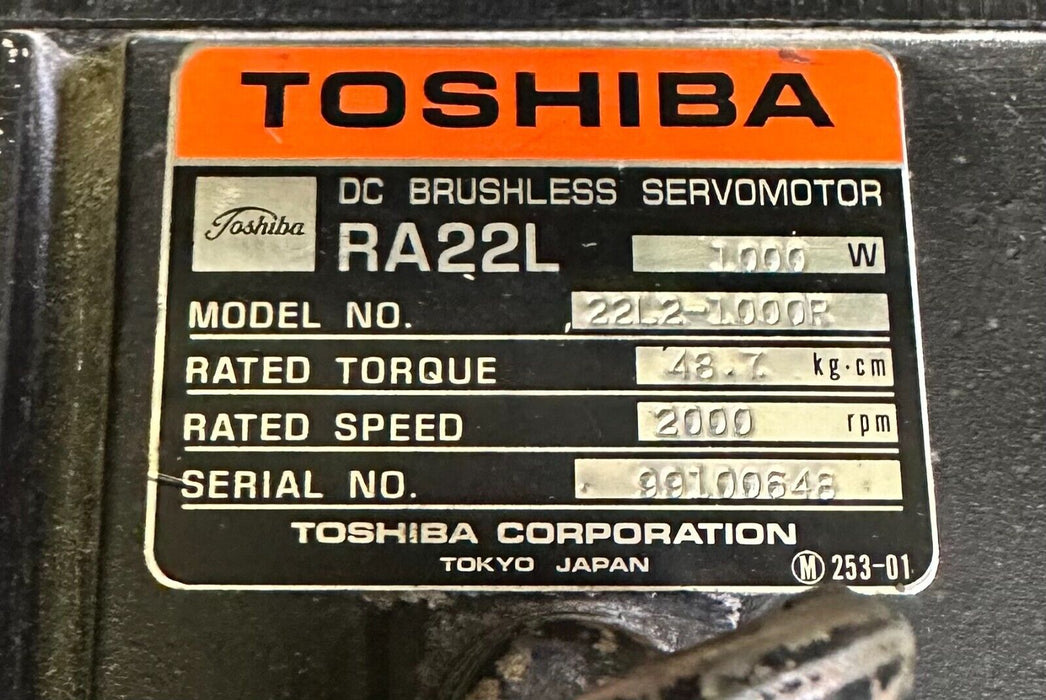 TOSHIBA
Toshiba
DC BRUSHLESS SERVOMOTOR
RA22L 1000 W
MODEL NO. 22L2-1000F
RATED TORQUE 48.7 kg·cm
RATED SPEED 2000 rpm
SERIAL NO. 99100648
TOSHIBA CORPORATION
TOKYO JAPAN
Ⓜ 253-01